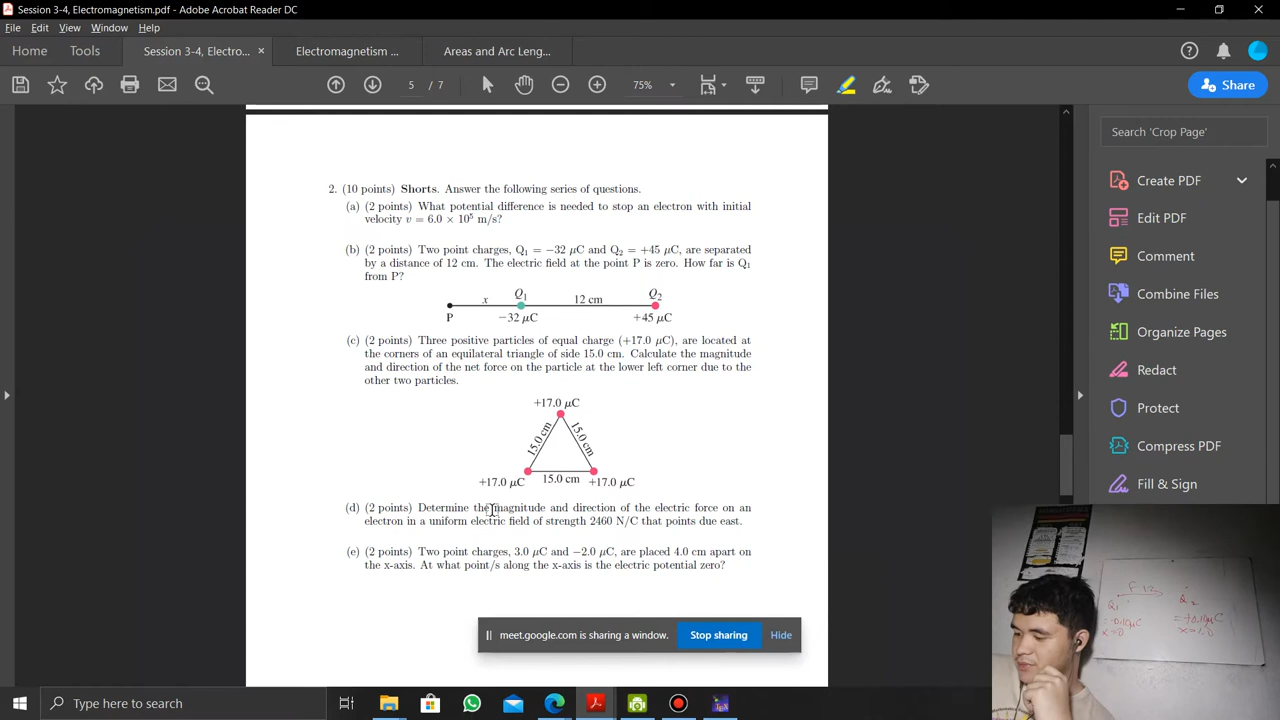 Session 3-4, Electromagnetism.pdf - Adobe Acrobat Reader DC
File Edit View Window Help
Home Tools Session 3-4, Electro... × Electromagnetism ... Areas and Arc Leng...
5 / 7 75% Share
Search 'Crop Page'
Create PDF
Edit PDF
Comment
Combine Files
Organize Pages
Redact
Protect
Compress PDF
Fill & Sign
2. (10 points) Shorts. Answer the following series of questions.
(a) (2 points) What potential difference is needed to stop an electron with initial
velocity v = 6.0 × 10⁵ m/s?
(b) (2 points) Two point charges, Q₁ = −32 μC and Q₂ = +45 μC, are separated
by a distance of 12 cm. The electric field at the point P is zero. How far is Q₁
from P?
x Q₁ 12 cm Q₂
P −32 μC +45 μC
(c) (2 points) Three positive particles of equal charge (+17.0 μC), are located at
the corners of an equilateral triangle of side 15.0 cm. Calculate the magnitude
and direction of the net force on the particle at the lower left corner due to the
other two particles.
+17.0 μC
15.0 cm 15.0 cm
+17.0 μC 15.0 cm +17.0 μC
(d) (2 points) Determine the magnitude and direction of the electric force on an
electron in a uniform electric field of strength 2460 N/C that points due east.
(e) (2 points) Two point charges, 3.0 μC and −2.0 μC, are placed 4.0 cm apart on
the x-axis. At what point/s along the x-axis is the electric potential zero?
meet.google.com is sharing a window. Stop sharing Hide
F 12
Q₁ Q₂
x=0
Type here to search